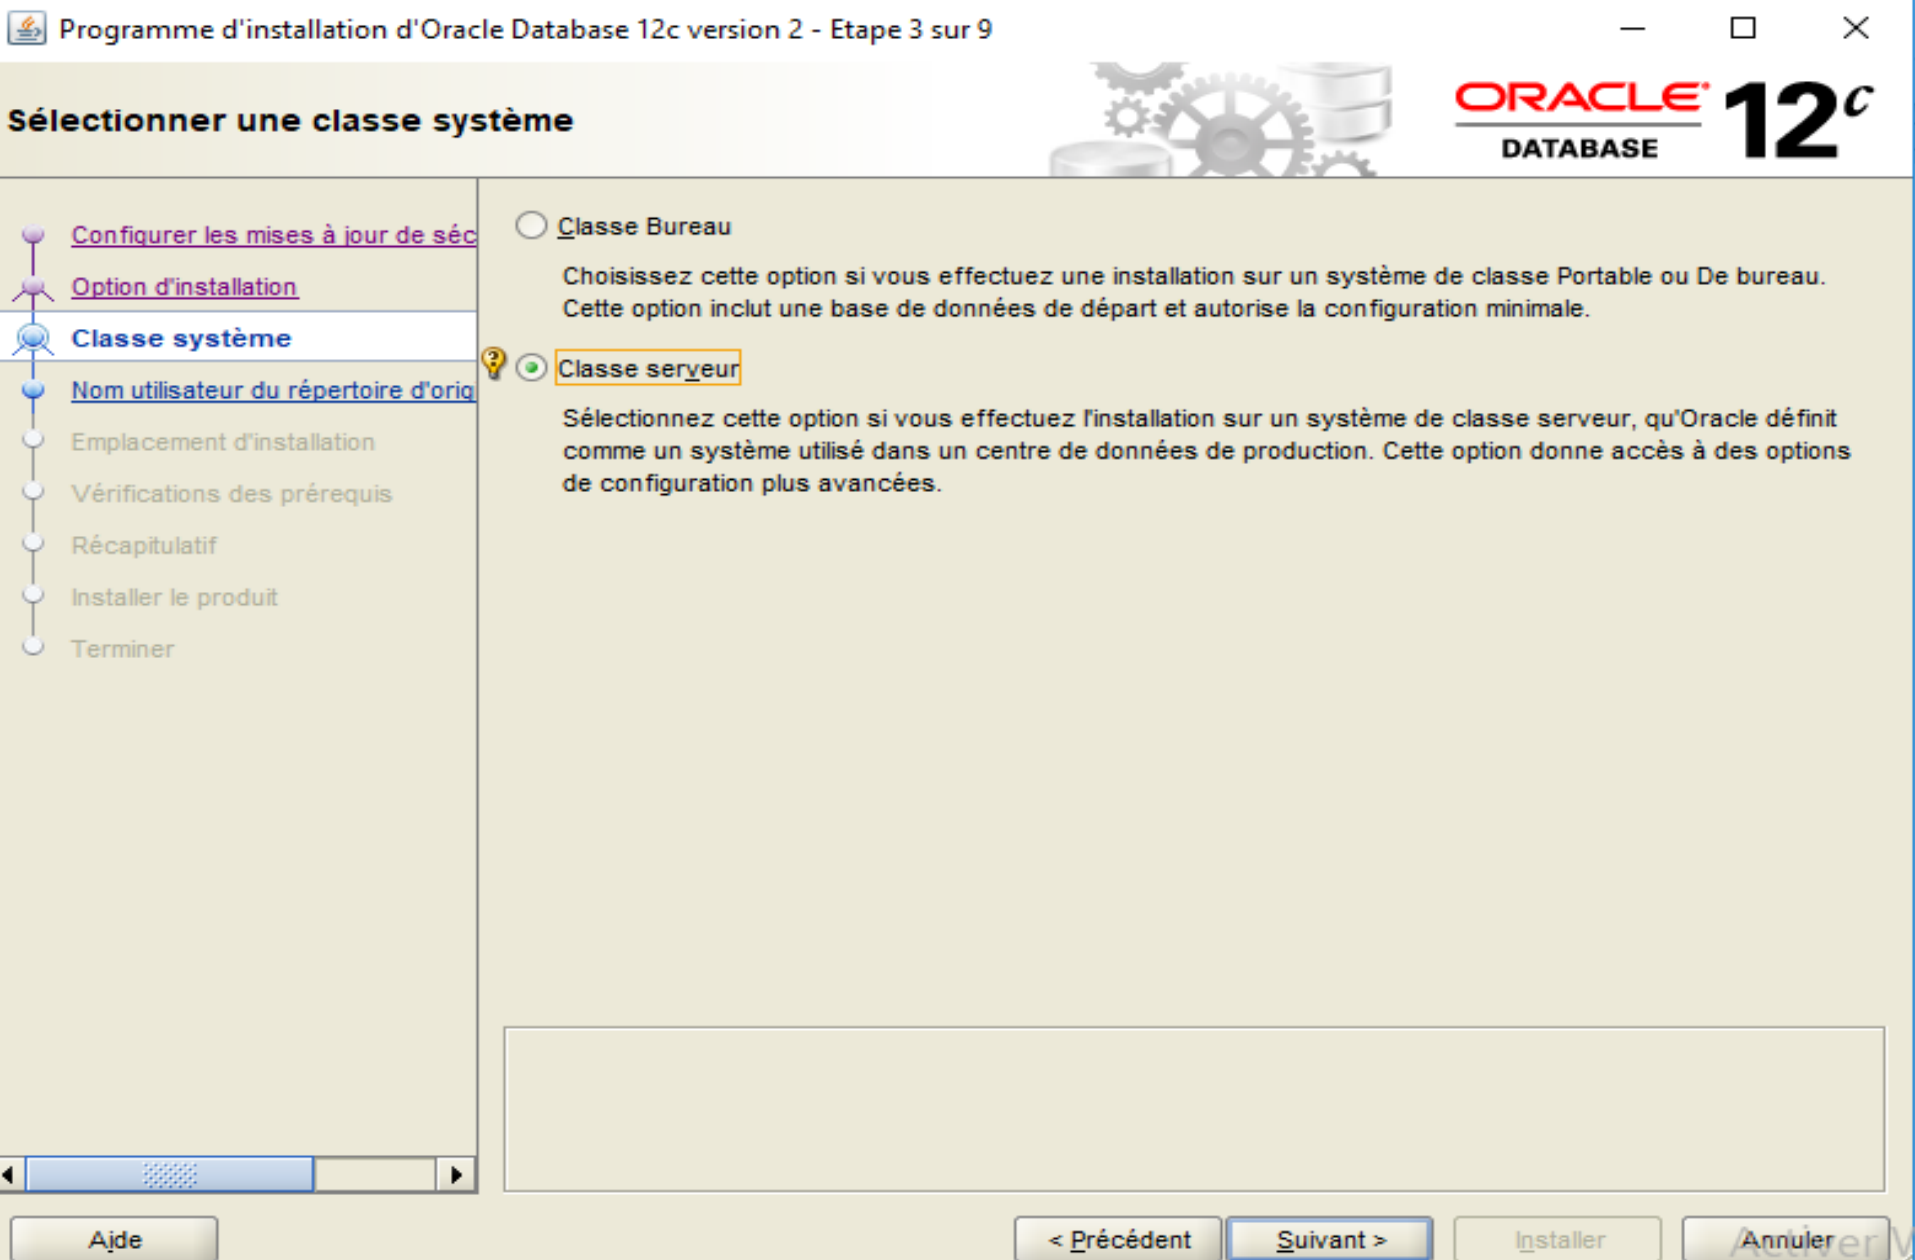 Programme d'installation d'Oracle Database 12c version 2 - Etape 3 sur 9
Sélectionner une classe système
ORACLE
DATABASE
12c
Configurer les mises à jour de séc
Option d'installation
Classe système
Nom utilisateur du répertoire d'orig
Emplacement d'installation
Vérifications des prérequis
Récapitulatif
Installer le produit
Terminer
Classe Bureau
Choisissez cette option si vous effectuez une installation sur un système de classe Portable ou De bureau.
Cette option inclut une base de données de départ et autorise la configuration minimale.
Classe serveur
Sélectionnez cette option si vous effectuez l'installation sur un système de classe serveur, qu'Oracle définit
comme un système utilisé dans un centre de données de production. Cette option donne accès à des options
de configuration plus avancées.
Aide
< Précédent
Suivant >
Installer
Annuler
Activer W